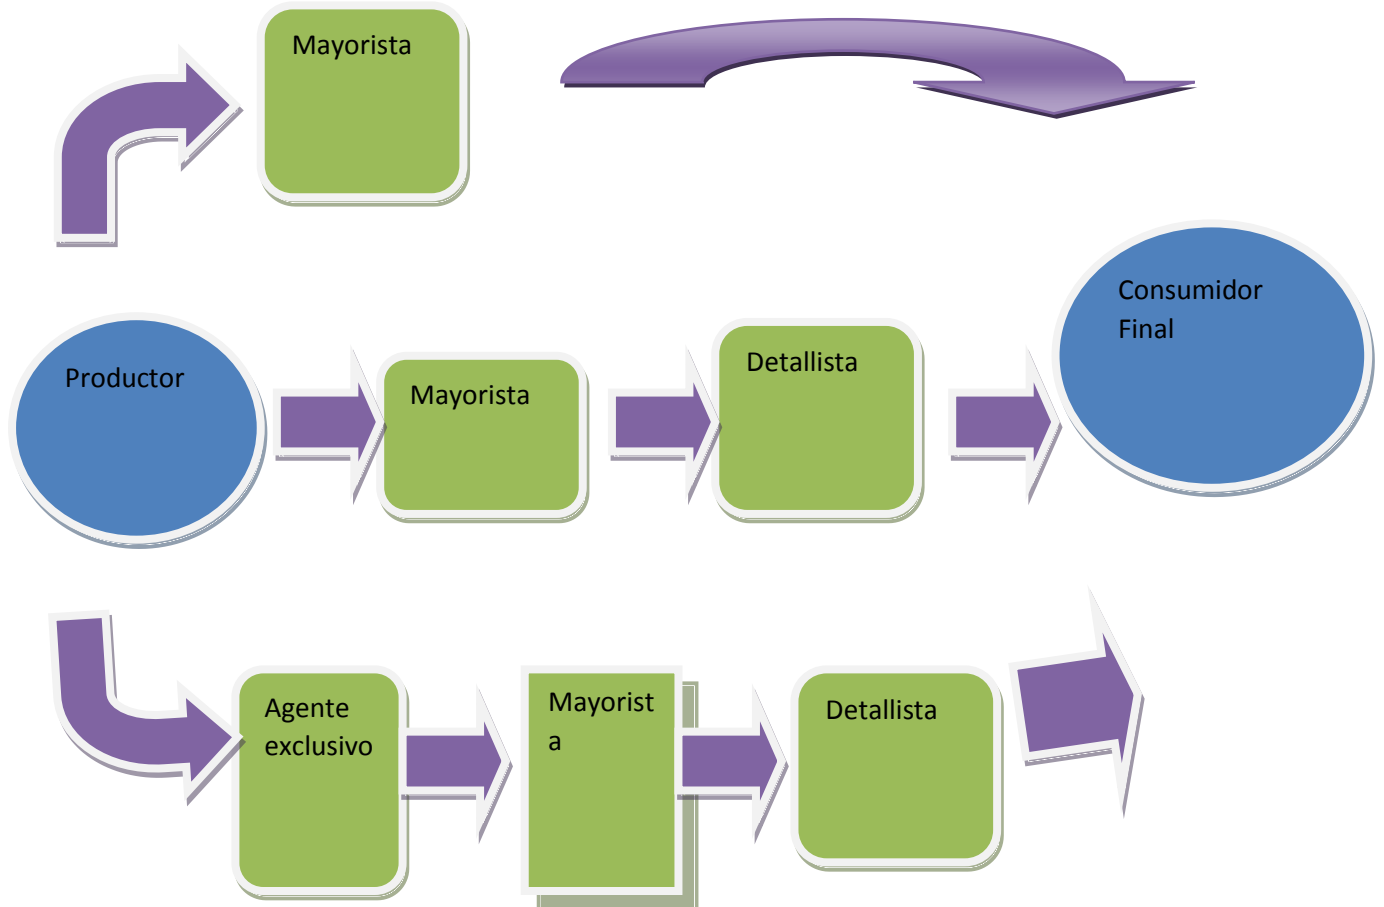 Mayorista
Productor
Mayorista
Detallista
Consumidor
Final
Agente
exclusivo
Mayorist
a
Detallista